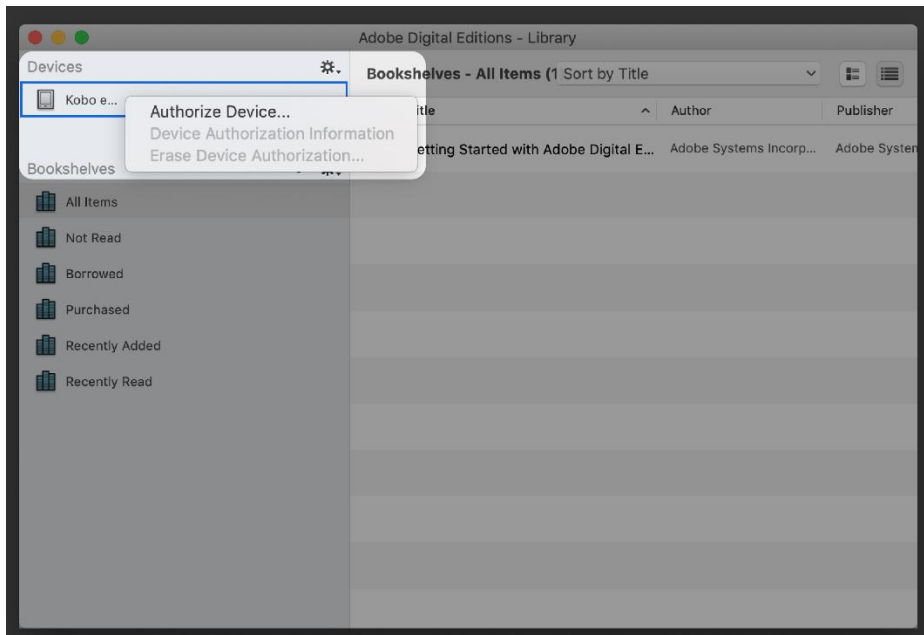 Adobe Digital Editions - Library
Devices
Kobo e...
Authorize Device...
Device Authorization Information
Erase Device Authorization...
Bookshelves
All Items
Not Read
Borrowed
Purchased
Recently Added
Recently Read
Bookshelves - All Items (1 Sort by Title
itle Author Publisher
etting Started with Adobe Digital E... Adobe Systems Incorp... Adobe System